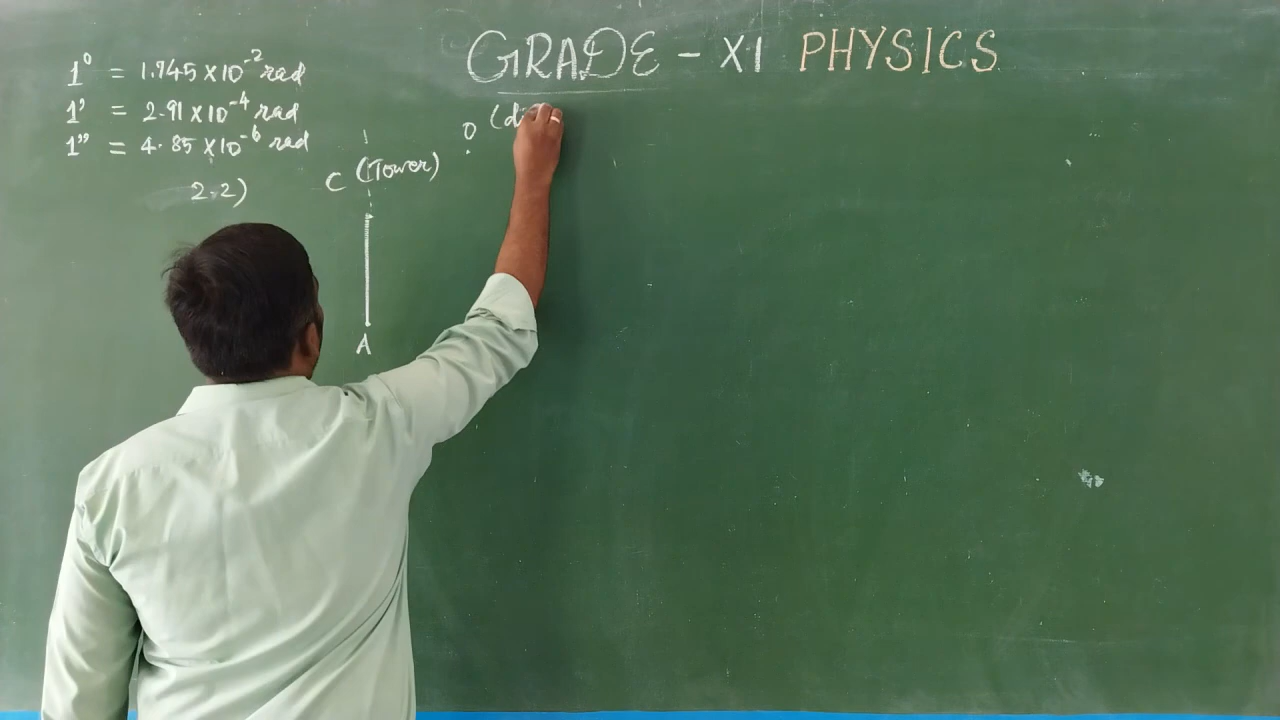 GRADE - XI PHYSICS
1° = 1.745 x 10⁻² rad
1' = 2.91 x 10⁻⁴ rad
1" = 4.85 x 10⁻⁶ rad
2.2)
C (Tower)
A
O (di